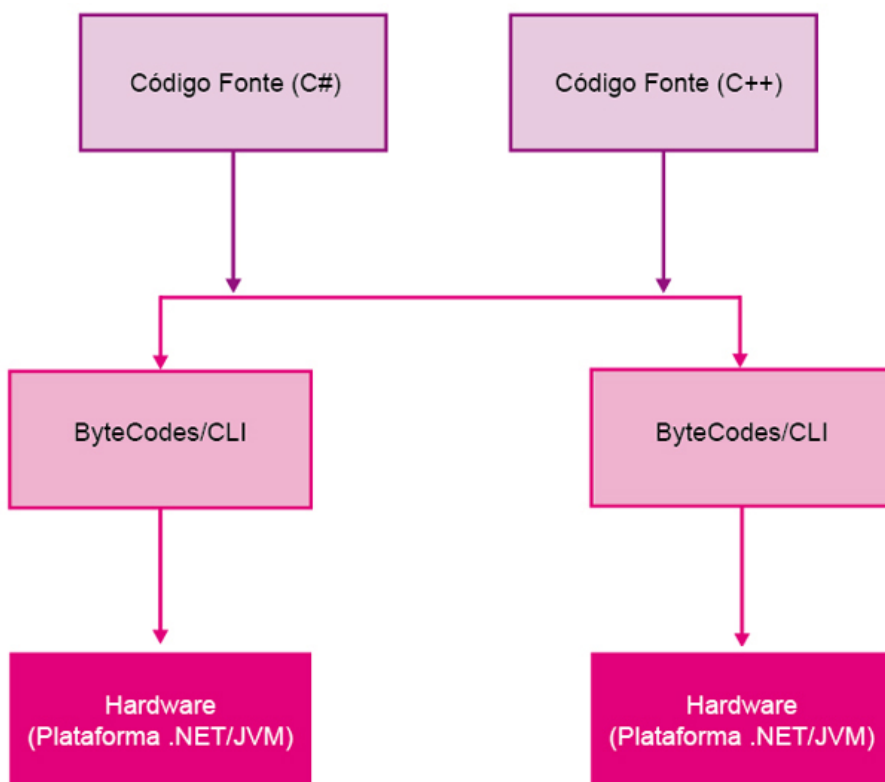 Código Fonte (C#)
Código Fonte (C++)
ByteCodes/CLI
ByteCodes/CLI
Hardware
(Plataforma .NET/JVM)
Hardware
(Plataforma .NET/JVM)